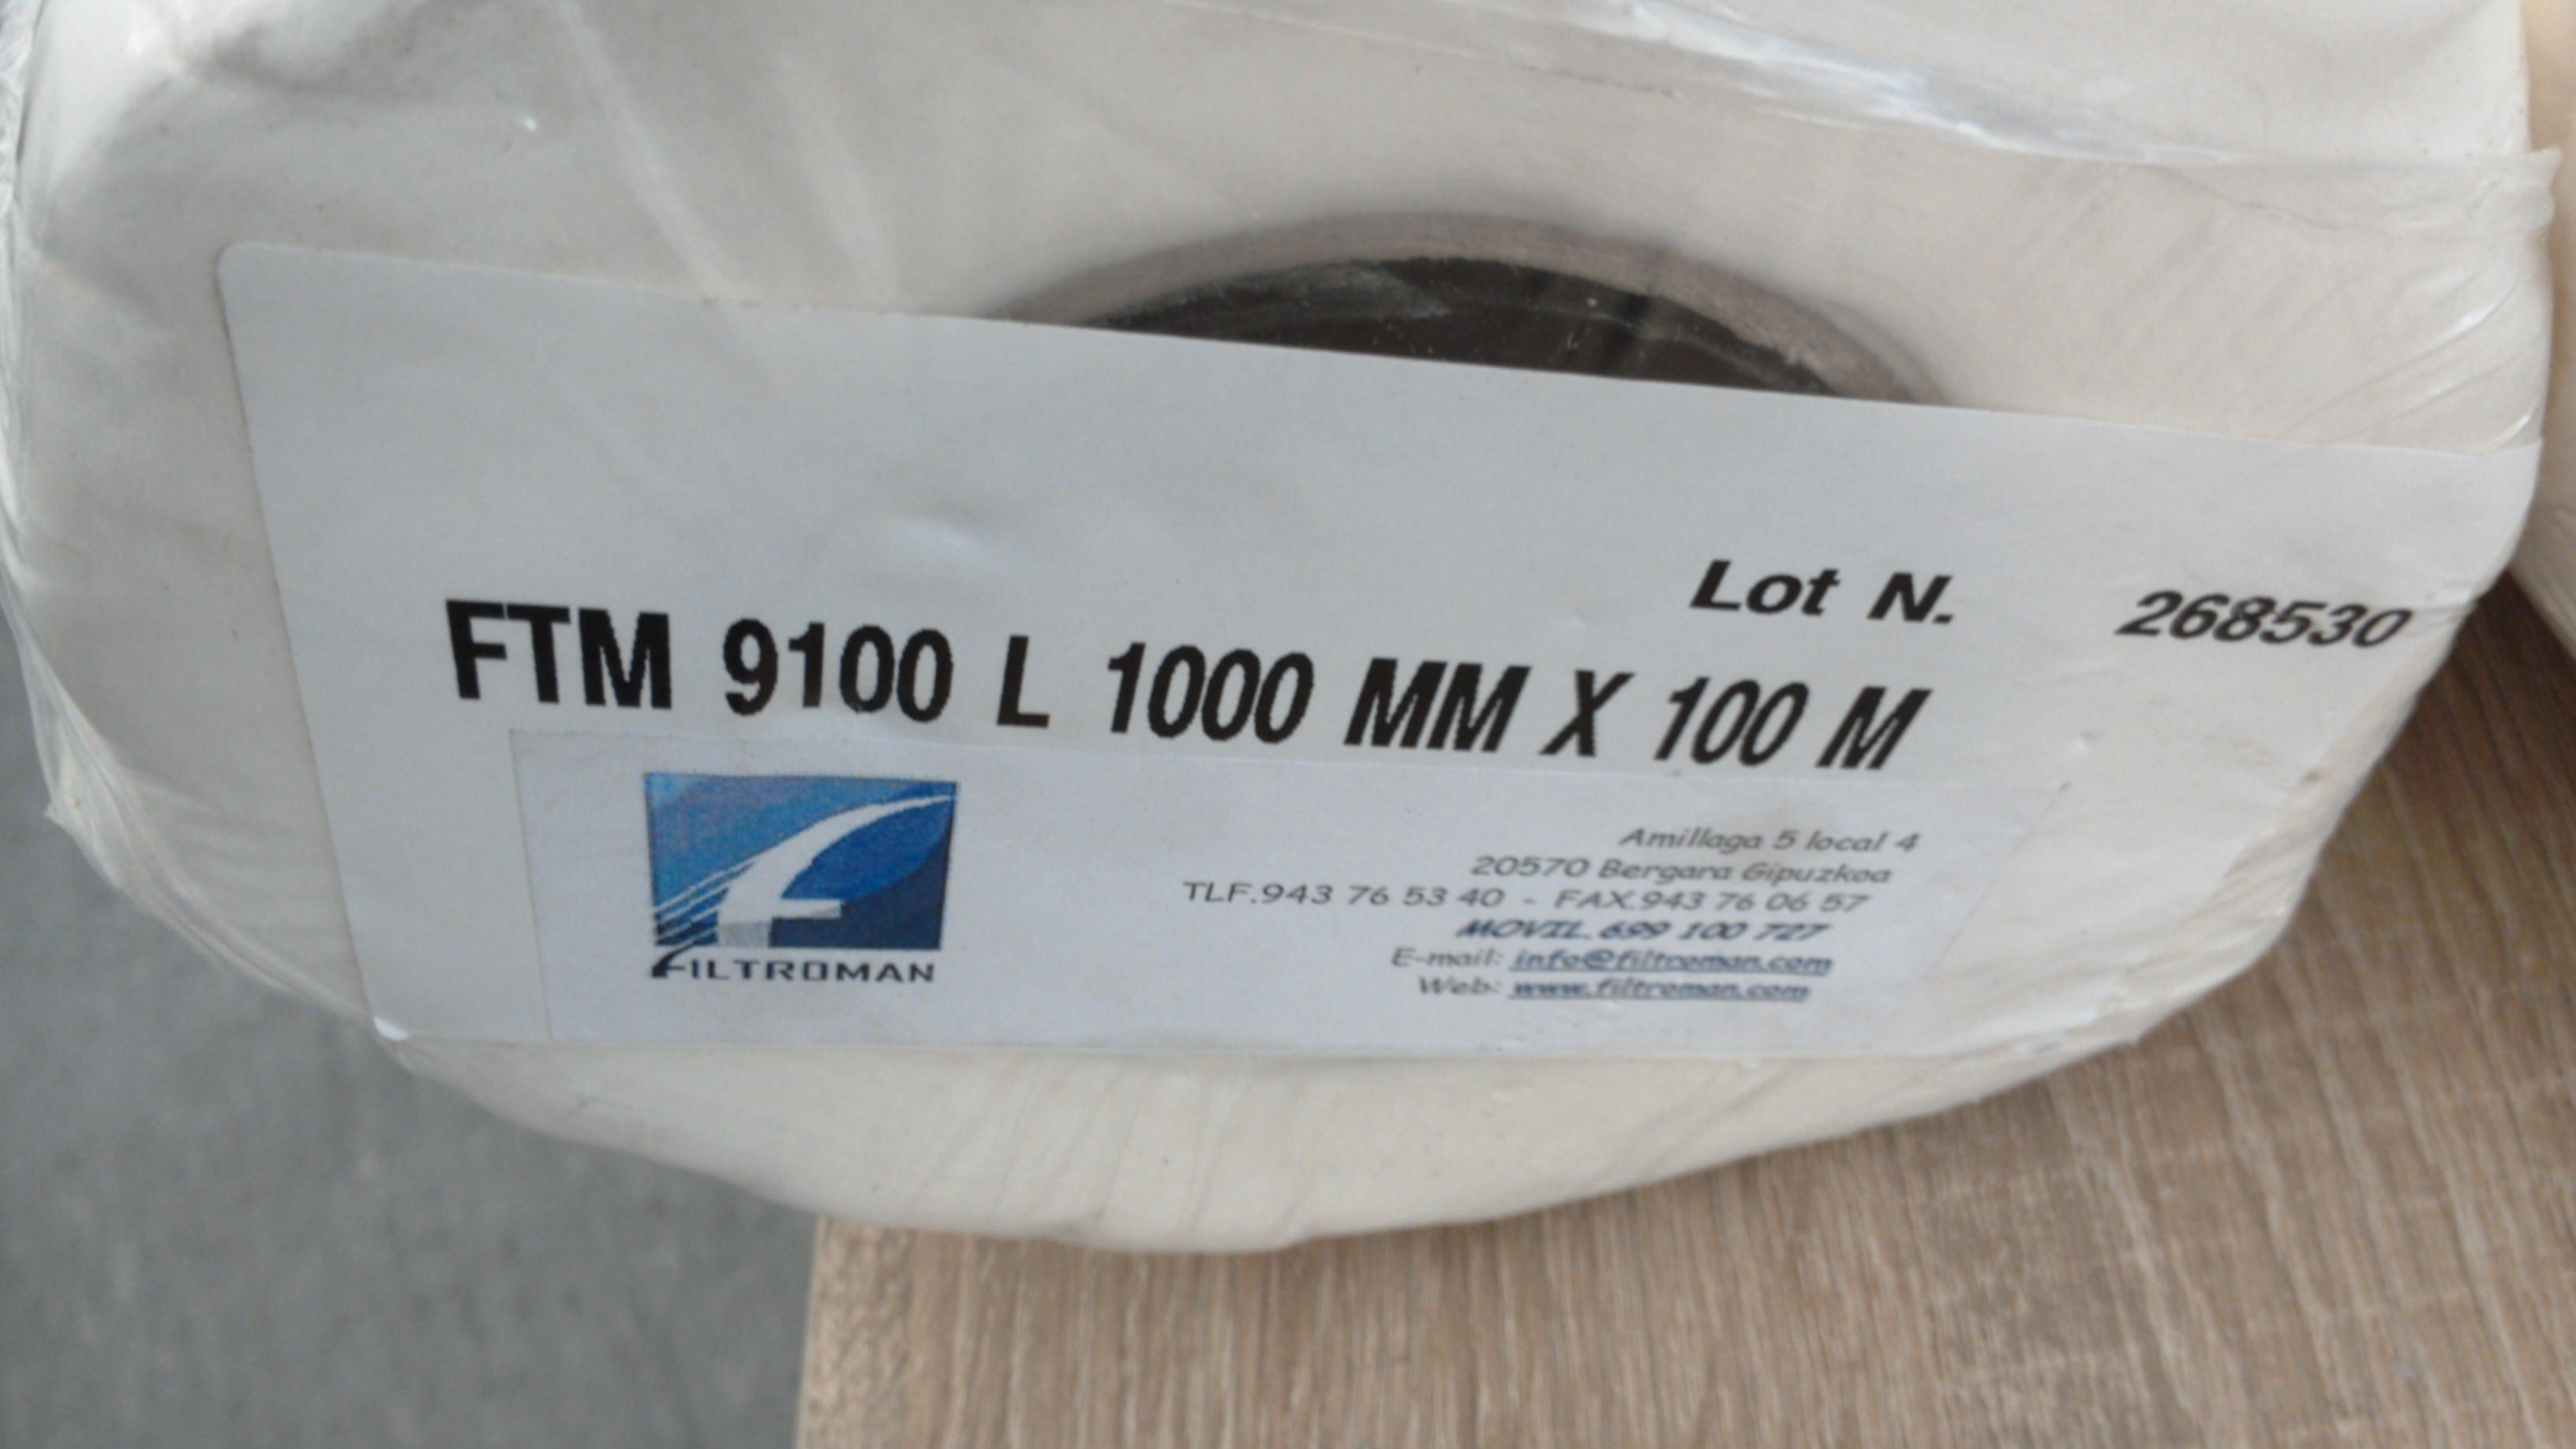 Lot N. 268530
FTM 9100 L 1000 MM X 100 M
FILTROMAN
Amillaga 5 local 4
20570 Bergara Gipuzkoa
TLF.943 76 53 40 - FAX.943 76 06 57
MOVIL. 699 100 727
E-mail: info@filtroman.com
Web: www.filtroman.com